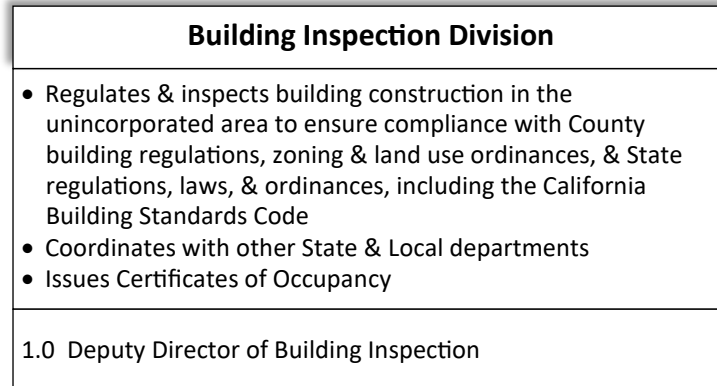 Building Inspection Division
• Regulates & inspects building construction in the
unincorporated area to ensure compliance with County
building regulations, zoning & land use ordinances, & State
regulations, laws, & ordinances, including the California
Building Standards Code
• Coordinates with other State & Local departments
• Issues Certificates of Occupancy
1.0 Deputy Director of Building Inspection